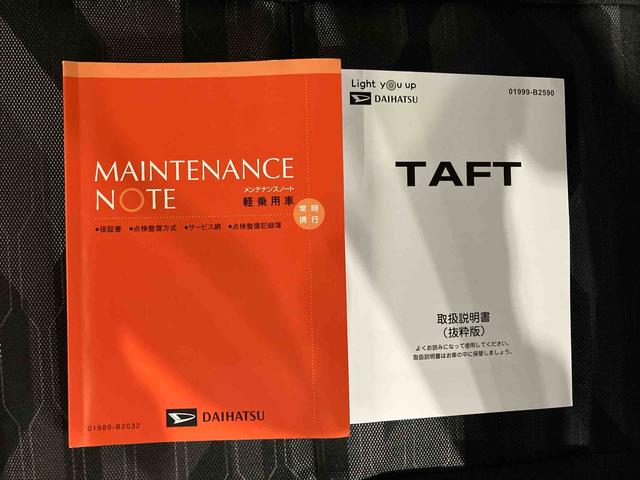 MAINTENANCE
NOTE
メンテナンスノート
軽乗用車
常時
携行
●保証書 ●点検整備方式 ●サービス網 ●点検整備記録簿
01989-B2032
DAIHATSU
Light you up
DAIHATSU
01999-B2590
TAFT
取扱説明書
(抜粋版)
よくお読みになって使用してください。
取扱説明書はお車の中に保管しましょう。